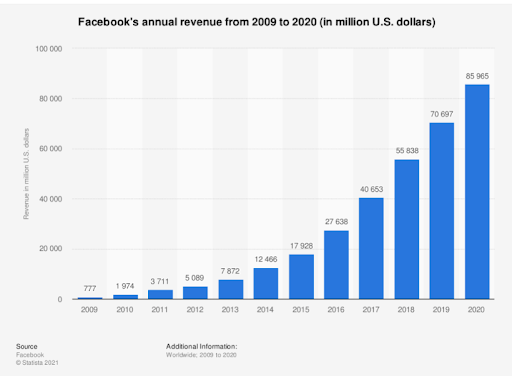 Facebook's annual revenue from 2009 to 2020 (in million U.S. dollars)
Revenue in million U.S. dollars
100 000
80 000
60 000
40 000
20 000
0
777
1 974
3 711
5 089
7 872
12 466
17 928
27 638
40 653
55 838
70 697
85 965
2009 2010 2011 2012 2013 2014 2015 2016 2017 2018 2019 2020
Source
Facebook
© Statista 2021
Additional Information:
Worldwide; 2009 to 2020